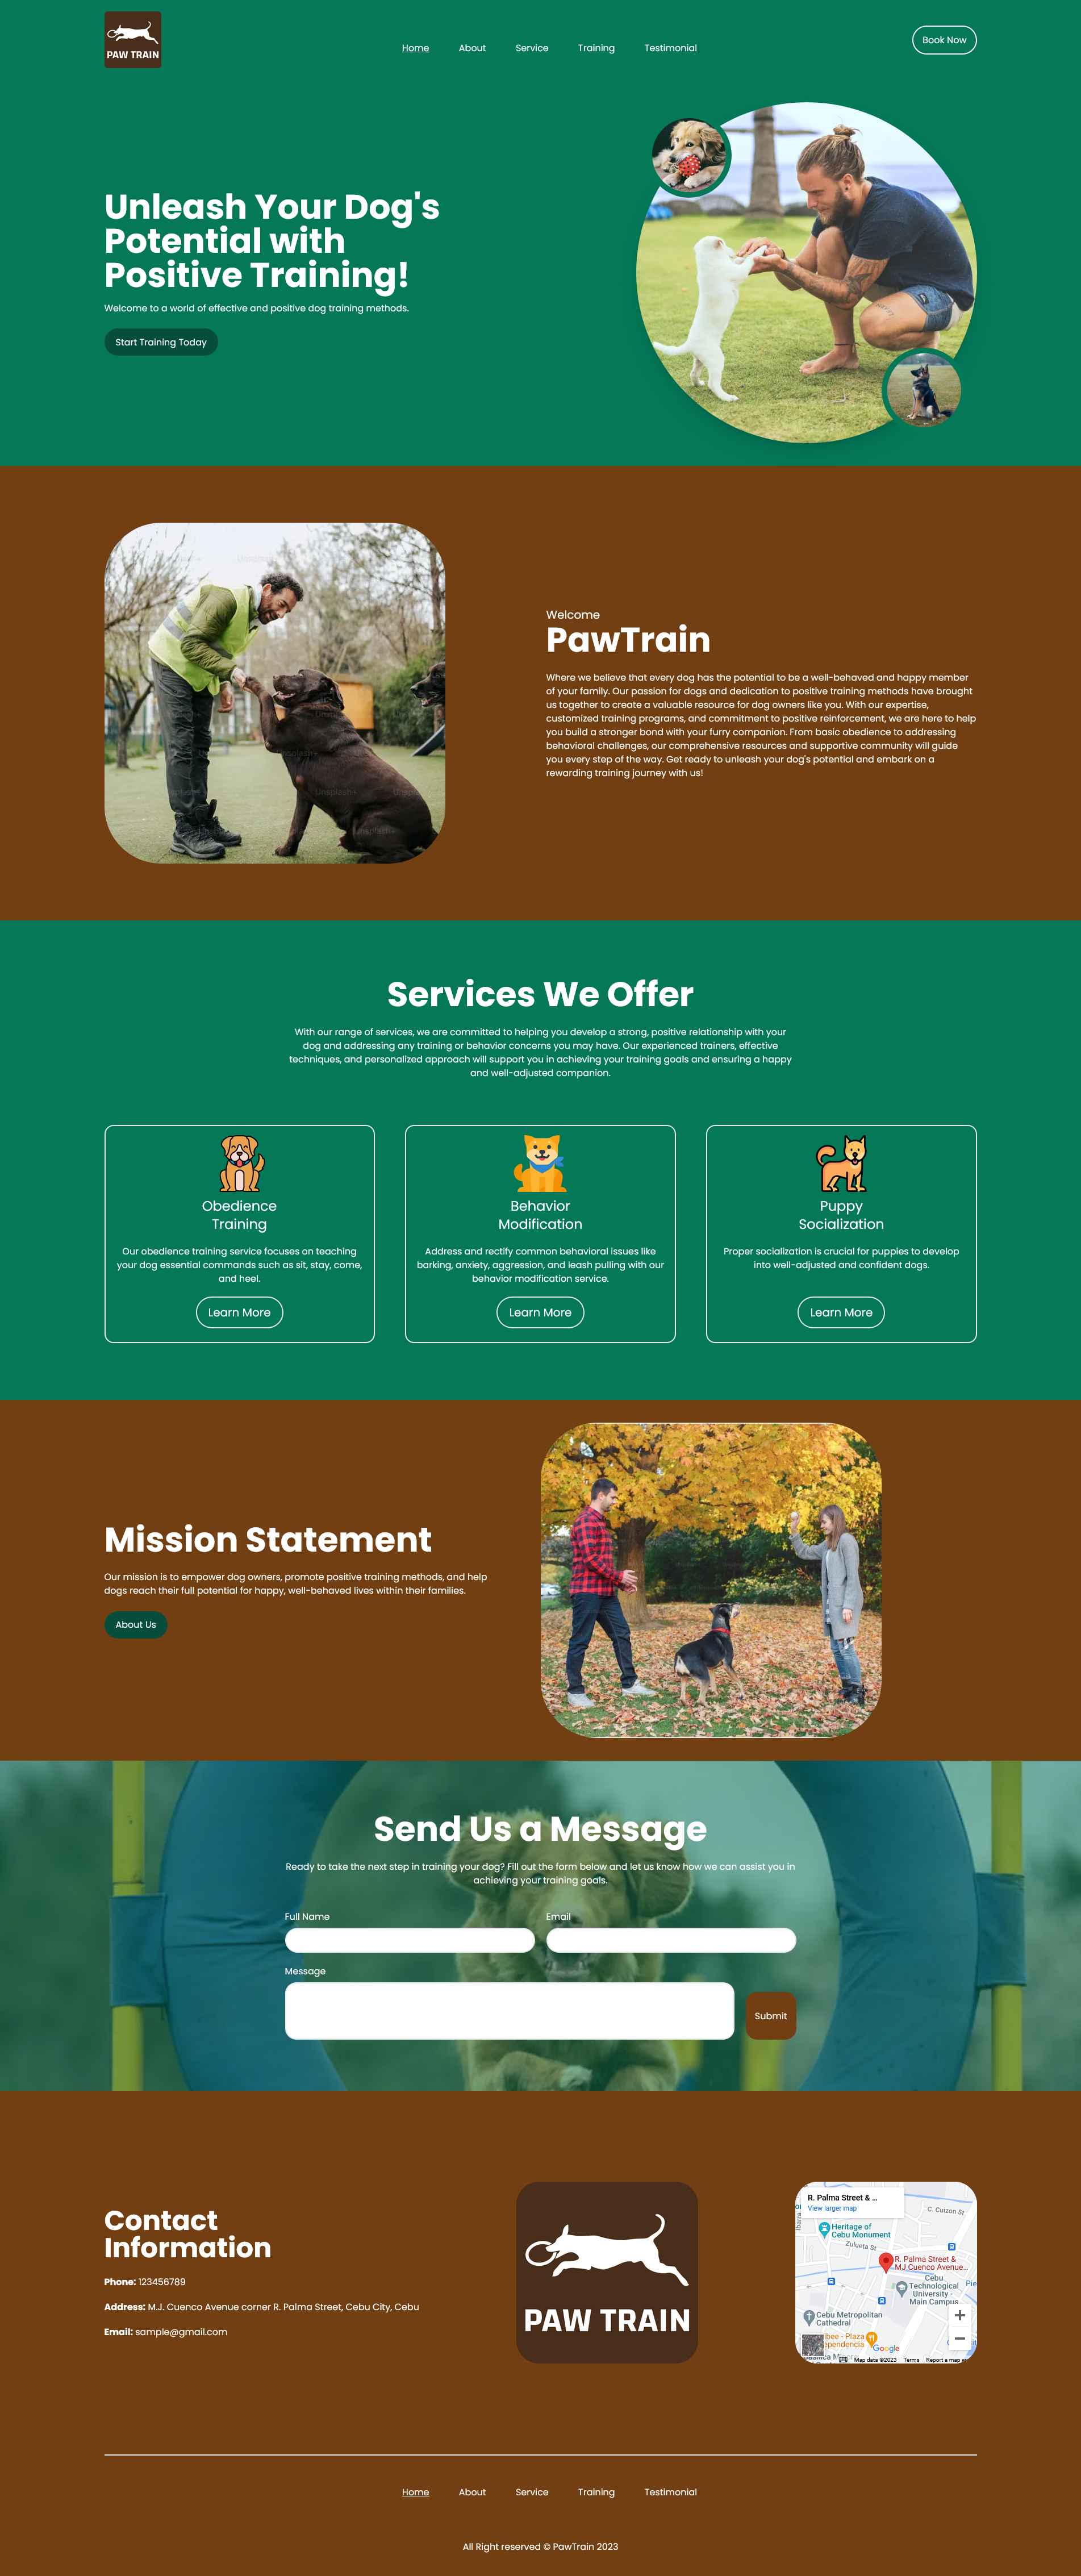 PAW TRAIN
Home About Service Training Testimonial
Book Now
Unleash Your Dog's
Potential with
Positive Training!
Welcome to a world of effective and positive dog training methods.
Start Training Today
Welcome
PawTrain
Where we believe that every dog has the potential to be a well-behaved and happy member
of your family. Our passion for dogs and dedication to positive training methods have brought
us together to create a valuable resource for dog owners like you. With our expertise,
customized training programs, and commitment to positive reinforcement, we are here to help
you build a stronger bond with your furry companion. From basic obedience to addressing
behavioral challenges, our comprehensive resources and supportive community will guide
you every step of the way. Get ready to unleash your dog's potential and embark on a
rewarding training journey with us!
Services We Offer
With our range of services, we are committed to helping you develop a strong, positive relationship with your
dog and addressing any training or behavior concerns you may have. Our experienced trainers, effective
techniques, and personalized approach will support you in achieving your training goals and ensuring a happy
and well-adjusted companion.
Obedience
Training
Our obedience training service focuses on teaching
your dog essential commands such as sit, stay, come,
and heel.
Learn More
Behavior
Modification
Address and rectify common behavioral issues like
barking, anxiety, aggression, and leash pulling with our
behavior modification service.
Learn More
Puppy
Socialization
Proper socialization is crucial for puppies to develop
into well-adjusted and confident dogs.
Learn More
Mission Statement
Our mission is to empower dog owners, promote positive training methods, and help
dogs reach their full potential for happy, well-behaved lives within their families.
About Us
Send Us a Message
Ready to take the next step in training your dog? Fill out the form below and let us know how we can assist you in
achieving your training goals.
Full Name
Email
Message
Submit
Contact
Information
Phone: 123456789
Address: M.J. Cuenco Avenue corner R. Palma Street, Cebu City, Cebu
Email: sample@gmail.com
PAW TRAIN
R. Palma Street & ...
View larger map
C. Cuizon St
Heritage of
Cebu Monument
Zulueta St
R. Palma Street &
MJ Cuenco Avenue...
Cebu
Technological
University -
Main Campus
Cebu Metropolitan
Cathedral
Google
Map data ©2023 Terms
Home About Service Training Testimonial
All Right reserved © PawTrain 2023